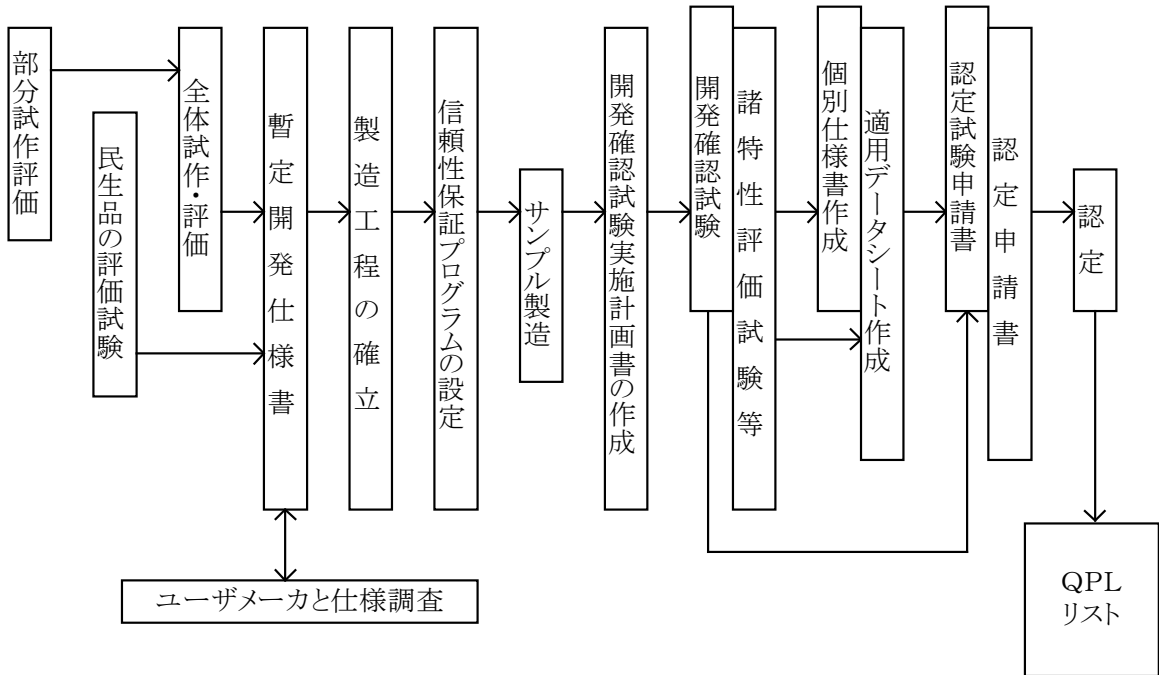 部分試作評価
民生品の評価試験
全体試作・評価
暫定開発仕様書
製造工程の確立
信頼性保証プログラムの設定
サンプル製造
開発確認試験実施計画書の作成
開発確認試験
諸特性評価試験等
個別仕様書作成
適用データシート作成
認定試験申請書
認定申請書
認定
ユーザメーカと仕様調査
QPL
リスト